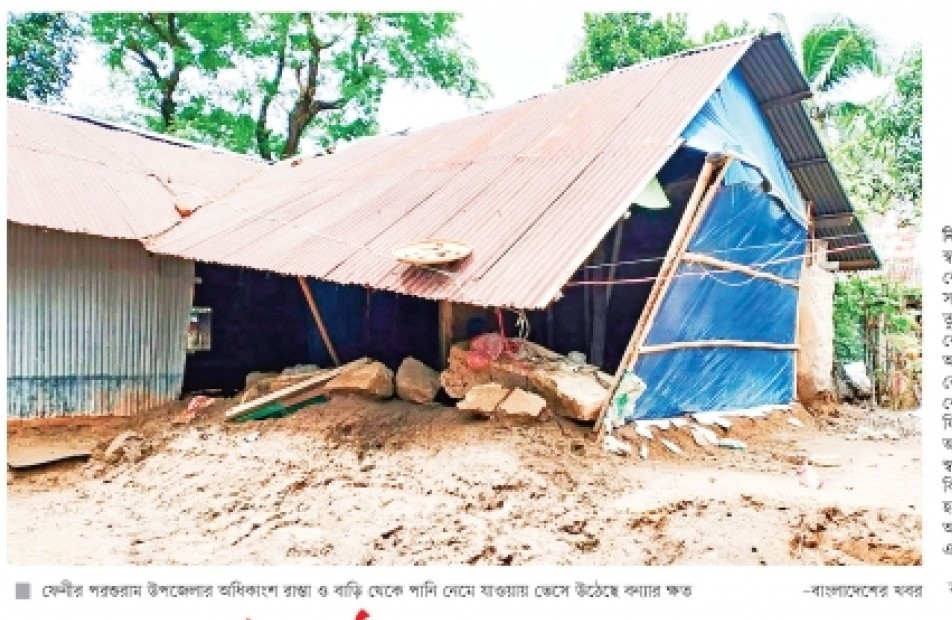 ফেনীর পরশুরাম উপজেলার অধিকাংশ রাস্তা ও বাড়ি থেকে পানি নেমে যাওয়ায় ভেসে উঠেছে বন্যার ক্ষত –বাংলাদেশের খবর